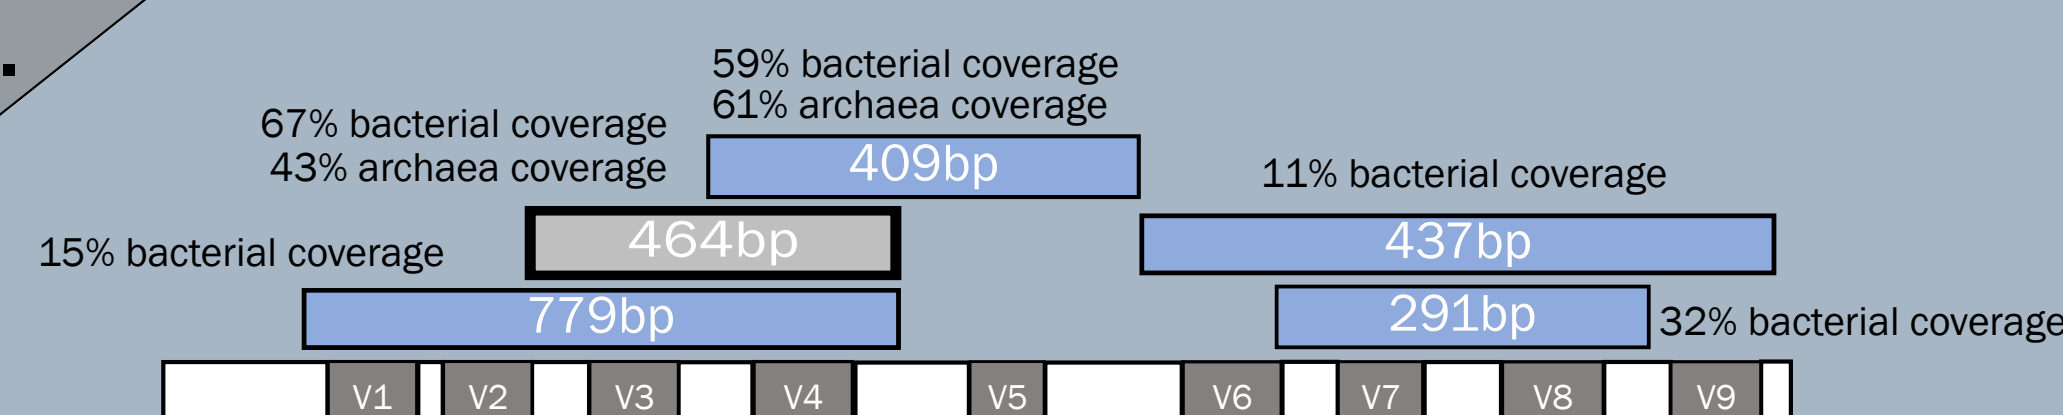 59% bacterial coverage
61% archaea coverage
67% bacterial coverage
43% archaea coverage
409bp
11% bacterial coverage
464bp
437bp
15% bacterial coverage
779bp
291bp
32% bacterial coverage
V1 V2 V3 V4 V5 V6 V7 V8 V9